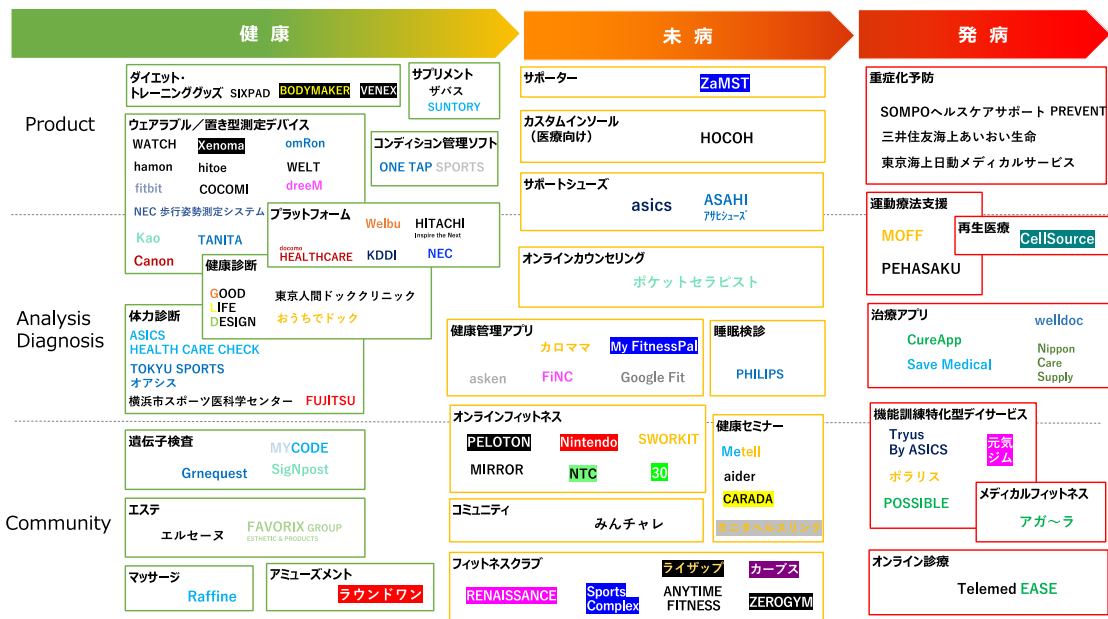 健康
未病
発病
Product
Analysis
Diagnosis
Community
ダイエット・
トレーニンググッズ
SIXPAD
BODYMAKER
VENEX
サプリメント
ザバス
SUNTORY
ウェアラブル／置き型測定デバイス
WATCH
Xenoma
omRon
hamon
hitoe
WELT
fitbit
COCOMI
dreeM
NEC 歩行姿勢測定システム
Kao
TANITA
Canon
コンディション管理ソフト
ONE TAP SPORTS
プラットフォーム
Welbu
HITACHI
Inspire the Next
docomo
HEALTHCARE
KDDI
NEC
健康診断
GOOD
LIFE
DESIGN
東京人間ドッククリニック
おうちでドック
体力診断
ASICS
HEALTH CARE CHECK
TOKYU SPORTS
オアシス
横浜市スポーツ医科学センター
FUJITSU
遺伝子検査
MYCODE
Grnequest
SigNpost
エステ
エルセーヌ
FAVORIX GROUP
ESTHETIC & PRODUCTS
マッサージ
Raffine
アミューズメント
ラウンドワン
サポーター
ZaMST
カスタムインソール
（医療向け）
HOCOH
サポートシューズ
asics
ASAHI
アサヒシューズ
オンラインカウンセリング
ポケットセラピスト
健康管理アプリ
カロママ
My FitnessPal
asken
FiNC
Google Fit
睡眠検診
PHILIPS
オンラインフィットネス
PELOTON
Nintendo
SWORKIT
MIRROR
NTC
30
健康セミナー
Metell
aider
CARADA
タニタヘルスリンク
コミュニティ
みんチャレ
フィットネスクラブ
ライザップ
カーブス
RENAISSANCE
Sports
Complex
ANYTIME
FITNESS
ZEROGYM
重症化予防
SOMPOヘルスケアサポート PREVENT
三井住友海上あいおい生命
東京海上日動メディカルサービス
運動療法支援
MOFF
PEHASAKU
再生医療
CellSource
治療アプリ
welldoc
CureApp
Save Medical
Nippon
Care
Supply
機能訓練特化型デイサービス
Tryus
By ASICS
元気
ジム
ポラリス
POSSIBLE
メディカルフィットネス
アガ～ラ
オンライン診療
Telemed EASE